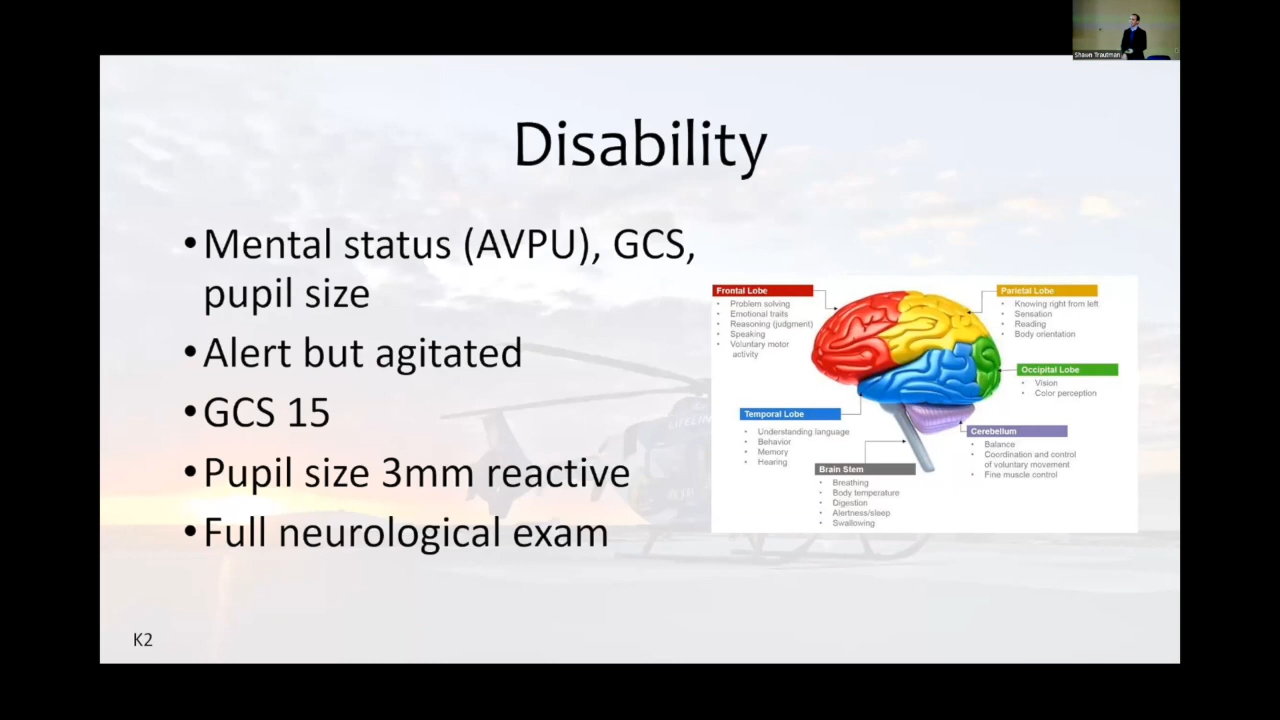 Shawn Trautman
Disability
•Mental status (AVPU), GCS,
pupil size
•Alert but agitated
•GCS 15
•Pupil size 3mm reactive
•Full neurological exam
Frontal Lobe
• Problem solving
• Emotional traits
• Reasoning (judgment)
• Speaking
• Voluntary motor
activity
Parietal Lobe
• Knowing right from left
• Sensation
• Reading
• Body orientation
Occipital Lobe
• Vision
• Color perception
Temporal Lobe
• Understanding language
• Behavior
• Memory
• Hearing
Cerebellum
• Balance
• Coordination and control
of voluntary movement
• Fine muscle control
Brain Stem
• Breathing
• Body temperature
• Digestion
• Alertness/sleep
• Swallowing
K2